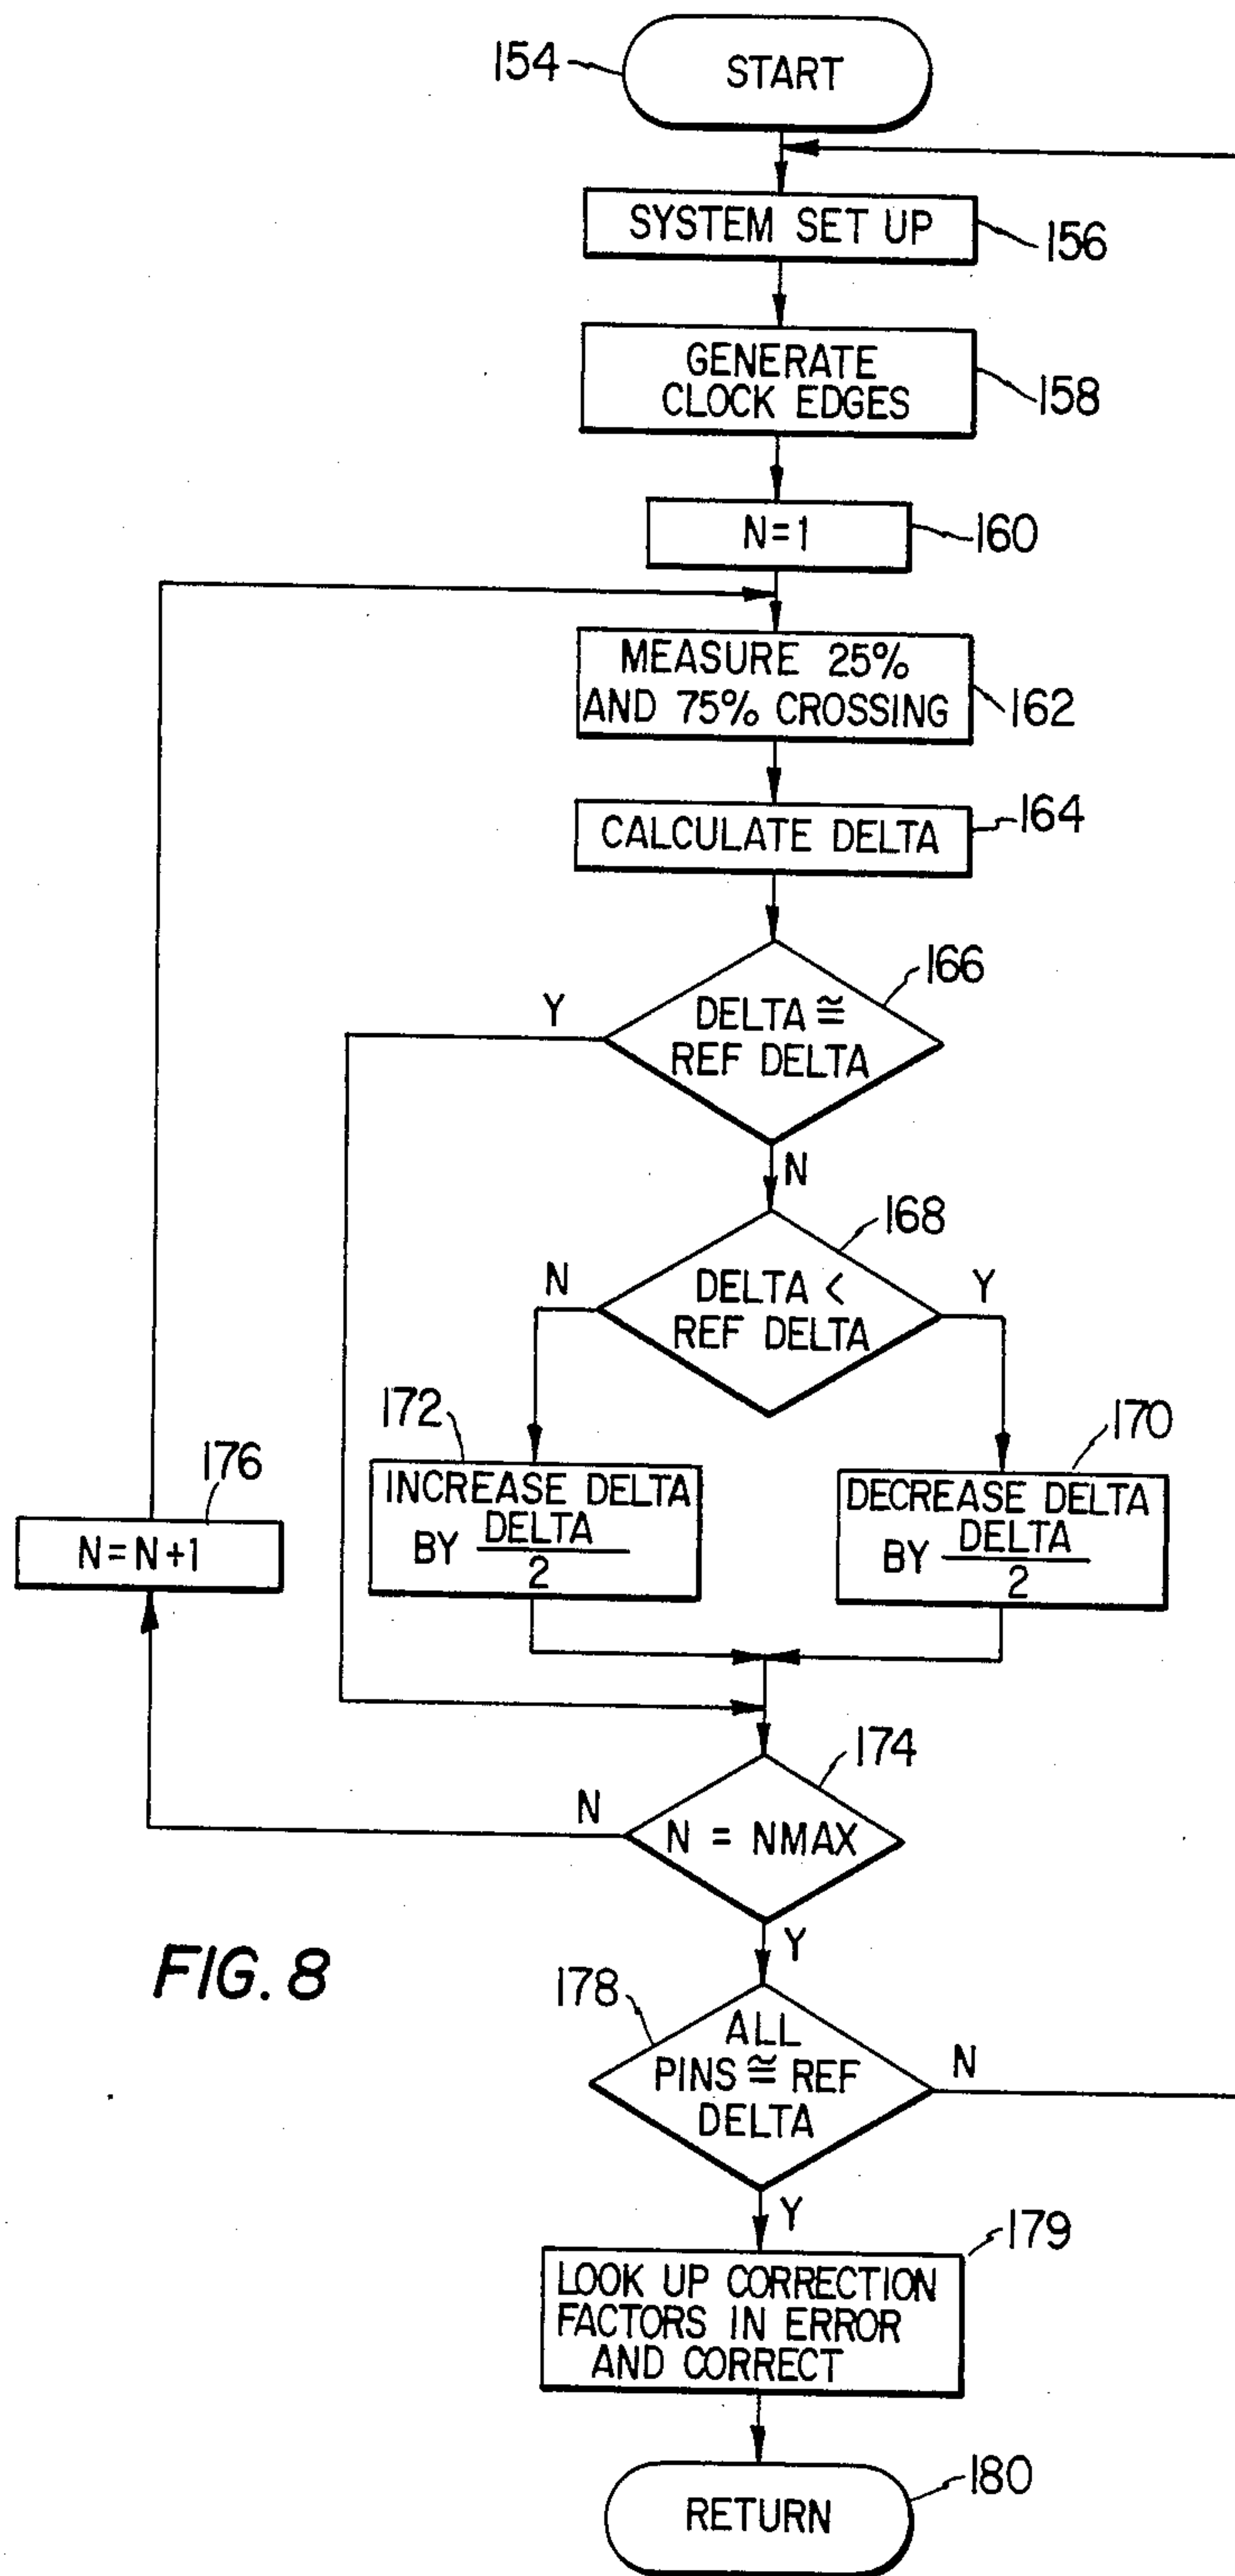 154
START
SYSTEM SET UP
156
GENERATE
CLOCK EDGES
158
N=1
160
MEASURE 25%
AND 75% CROSSING
162
CALCULATE DELTA
164
166
Y
DELTA ≅
REF DELTA
N
168
N
DELTA <
REF DELTA
Y
172
INCREASE DELTA
BY DELTA
2
170
DECREASE DELTA
BY DELTA
2
176
N=N+1
174
N
N = NMAX
Y
FIG. 8
178
ALL
PINS ≅ REF
DELTA
N
Y
179
LOOK UP CORRECTION
FACTORS IN ERROR
AND CORRECT
180
RETURN